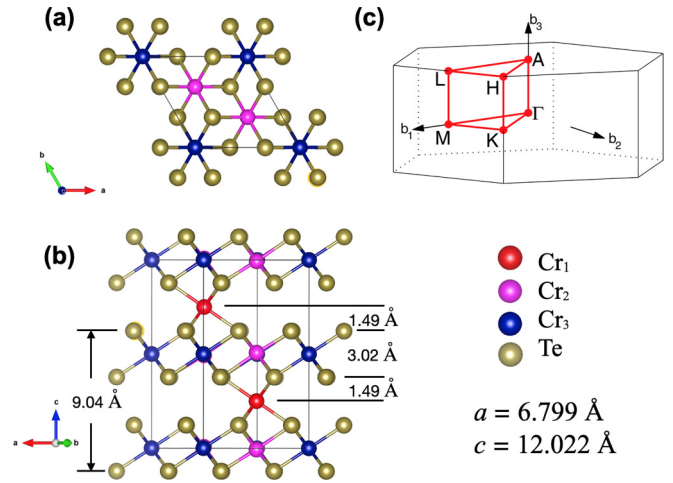 (a)
b
a
(c)
b₃
A
L
H
Γ
b₁
M
K
b₂
(b)
1.49 Å
3.02 Å
9.04 Å
1.49 Å
c
a
b
Cr₁
Cr₂
Cr₃
Te
a = 6.799 Å
c = 12.022 Å